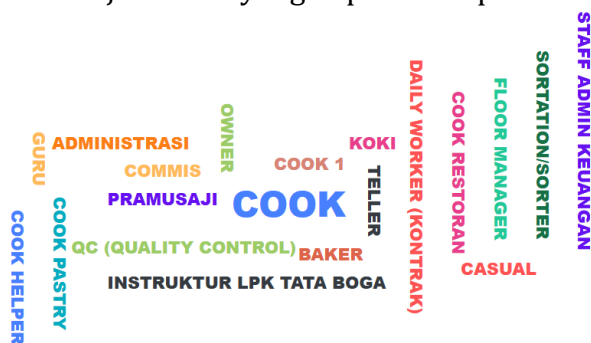 STAFF ADMIN KEUANGAN
SORTATION/SORTER
DAILY WORKER (KONTRAK)
FLOOR MANAGER
COOK RESTORAN
OWNER
GURU
ADMINISTRASI
KOKI
COMMIS
COOK 1
TELLER
PRAMUSAJI
COOK
COOK PASTRY
COOK HELPER
QC (QUALITY CONTROL)
BAKER
CASUAL
INSTRUKTUR LPK TATA BOGA